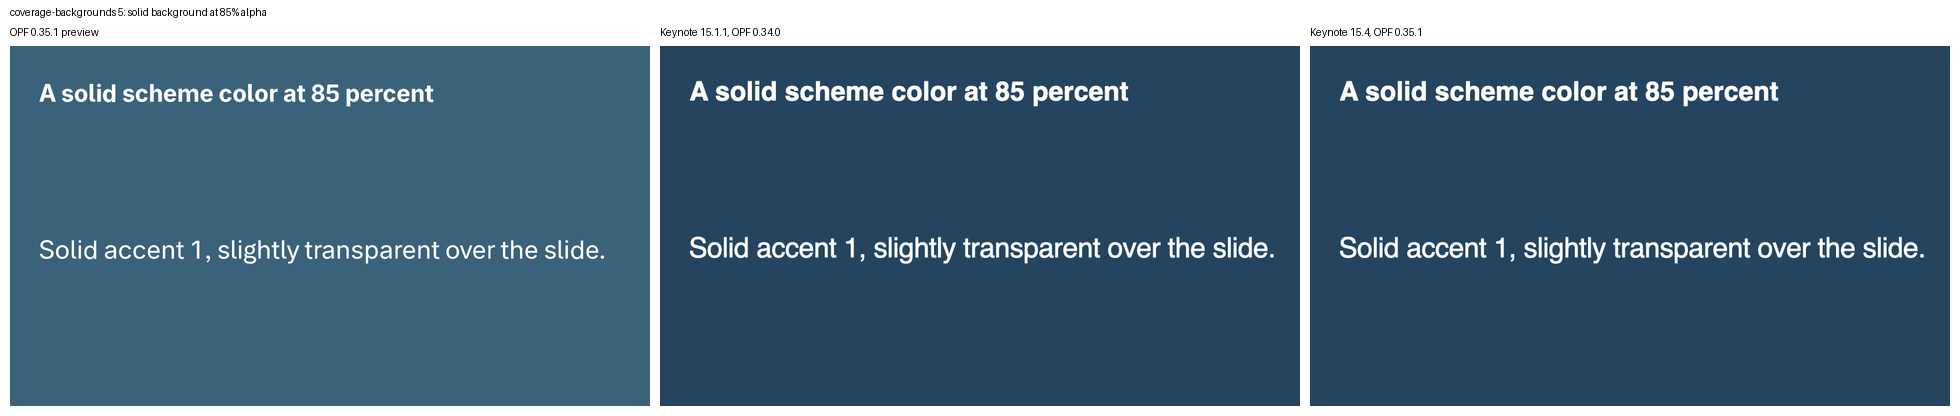 coverage-backgrounds 5: solid background at 85% alpha
OPF 0.35.1 preview
Keynote 15.1.1, OPF 0.34.0
Keynote 15.4, OPF 0.35.1
A solid scheme color at 85 percent
A solid scheme color at 85 percent
A solid scheme color at 85 percent
Solid accent 1, slightly transparent over the slide.
Solid accent 1, slightly transparent over the slide.
Solid accent 1, slightly transparent over the slide.